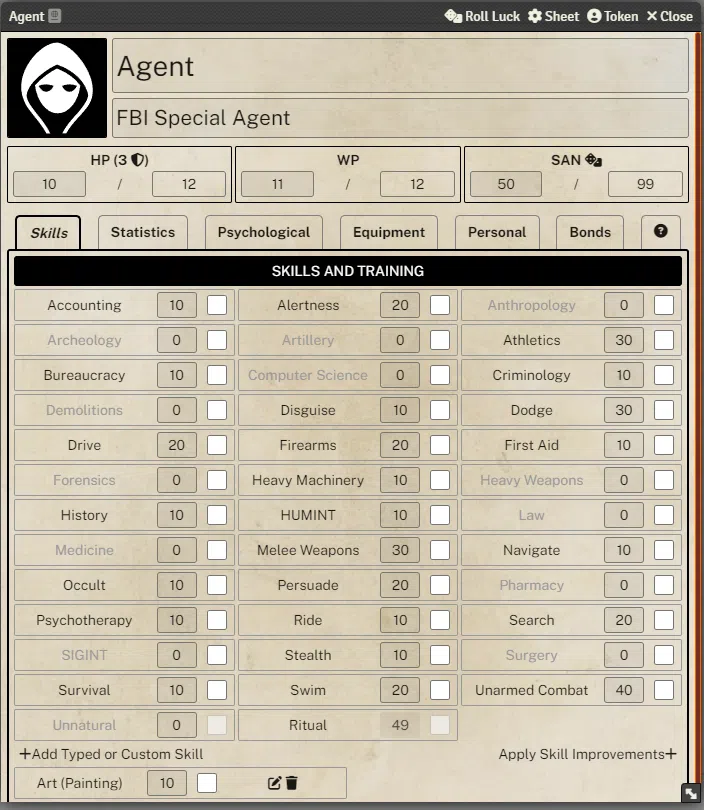 Agent Roll Luck Sheet Token Close
Agent
FBI Special Agent
HP (3 ) WP SAN
10 / 12 11 / 12 50 / 99
Skills Statistics Psychological Equipment Personal Bonds
SKILLS AND TRAINING
Accounting 10 Alertness 20 Anthropology 0
Archeology 0 Artillery 0 Athletics 30
Bureaucracy 10 Computer Science 0 Criminology 10
Demolitions 0 Disguise 10 Dodge 30
Drive 20 Firearms 20 First Aid 10
Forensics 0 Heavy Machinery 10 Heavy Weapons 0
History 10 HUMINT 10 Law 0
Medicine 0 Melee Weapons 30 Navigate 10
Occult 10 Persuade 20 Pharmacy 0
Psychotherapy 10 Ride 10 Search 20
SIGINT 0 Stealth 10 Surgery 0
Survival 10 Swim 20 Unarmed Combat 40
Unnatural 0 Ritual 49
+Add Typed or Custom Skill Apply Skill Improvements+
Art (Painting) 10